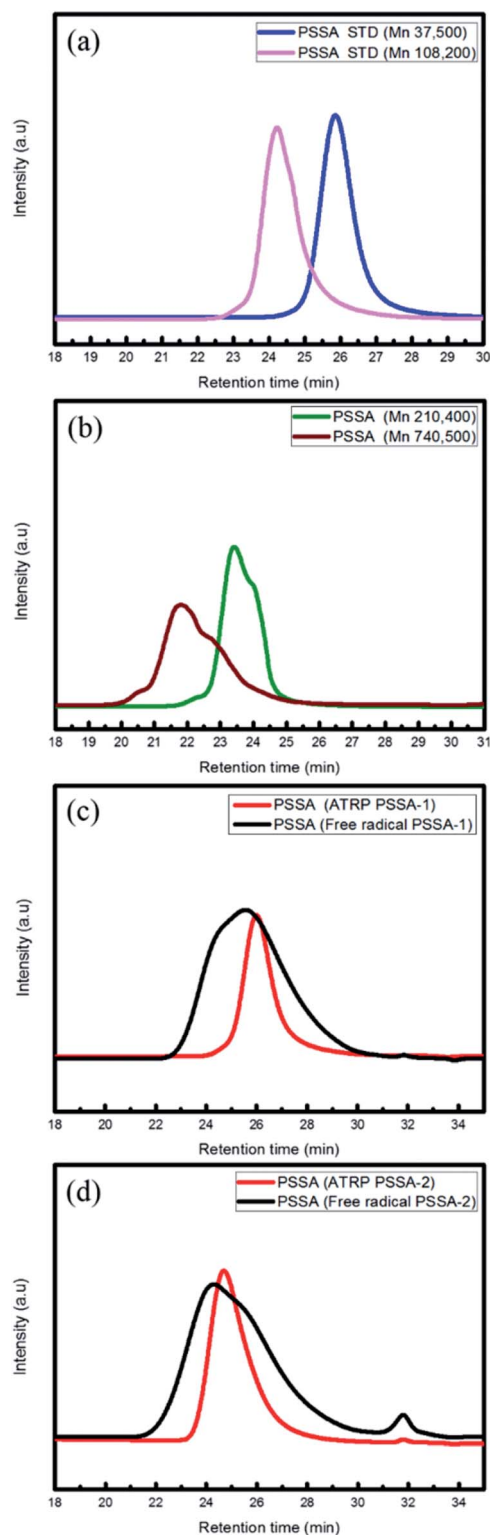 (a)
PSSA STD (Mn 37,500)
PSSA STD (Mn 108,200)
Intensity (a.u)
18 19 20 21 22 23 24 25 26 27 28 29 30
Retention time (min)
(b)
PSSA (Mn 210,400)
PSSA (Mn 740,500)
Intensity (a.u)
18 19 20 21 22 23 24 25 26 27 28 29 30 31
Retention time (min)
(c)
PSSA (ATRP PSSA-1)
PSSA (Free radical PSSA-1)
Intensity (a.u)
18 20 22 24 26 28 30 32 34
Retention time (min)
(d)
PSSA (ATRP PSSA-2)
PSSA (Free radical PSSA-2)
Intensity (a.u)
18 20 22 24 26 28 30 32 34
Retention time (min)